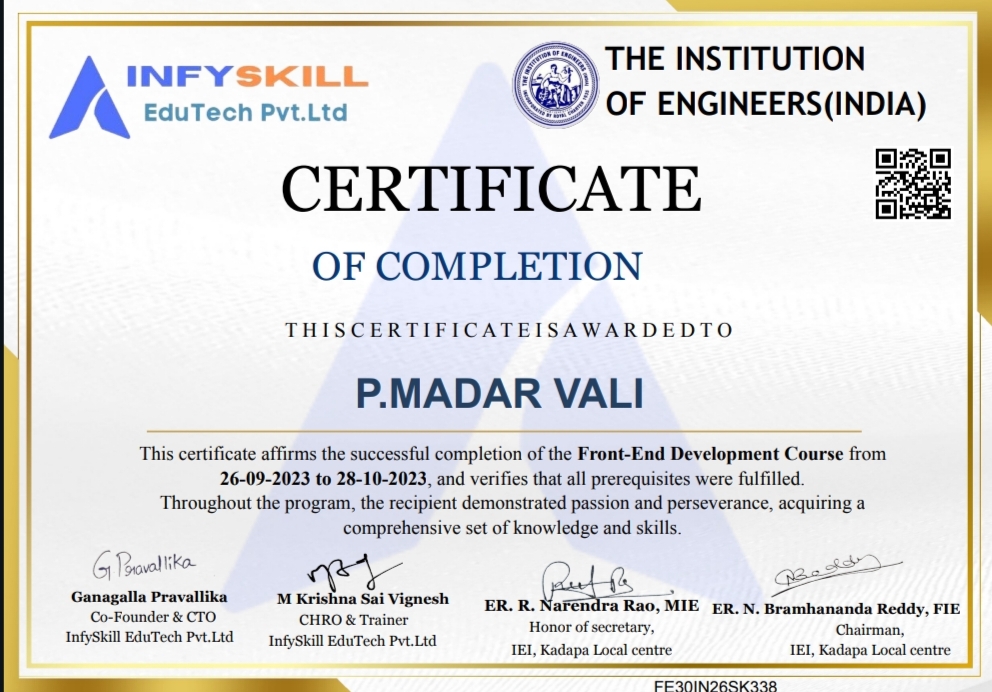 INFYSKILL
EduTech Pvt.Ltd
THE INSTITUTION
OF ENGINEERS(INDIA)
CERTIFICATE
OF COMPLETION
THISCERTIFICATEISAWARDEDTO
P.MADAR VALI
This certificate affirms the successful completion of the Front-End Development Course from
26-09-2023 to 28-10-2023, and verifies that all prerequisites were fulfilled.
Throughout the program, the recipient demonstrated passion and perseverance, acquiring a
comprehensive set of knowledge and skills.
G Pravallika
Ganagalla Pravallika
Co-Founder & CTO
InfySkill EduTech Pvt.Ltd
M Krishna Sai Vignesh
CHRO & Trainer
InfySkill EduTech Pvt.Ltd
ER. R. Narendra Rao, MIE
Honor of secretary,
IEI, Kadapa Local centre
ER. N. Bramhananda Reddy, FIE
Chairman,
IEI, Kadapa Local centre
FE30IN26SK338